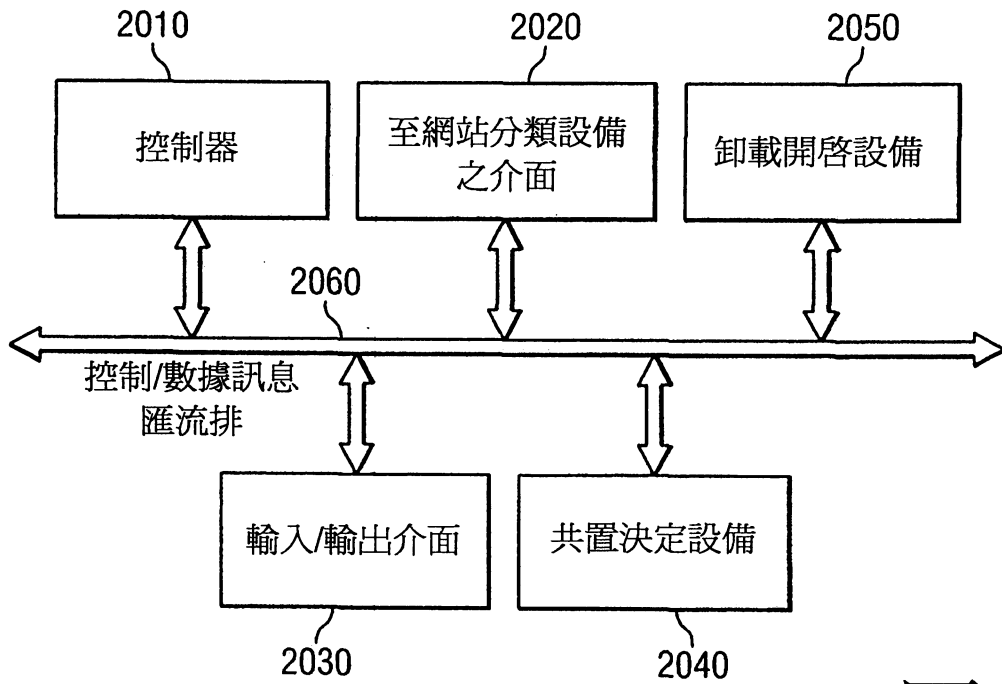 2010
2020
2050
控制器
至網站分類設備
之介面
卸載開啓設備
2060
控制/數據訊息
匯流排
輸入/輸出介面
共置決定設備
2030
2040